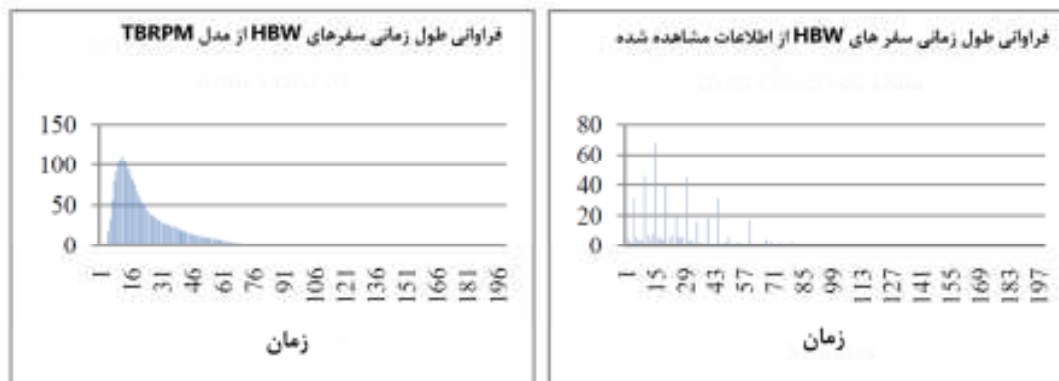 فراوانی طول زمانی سفر های HBW از اطلاعات مشاهده شده
80
60
40
20
0
1 15 29 43 57 71 85 99 113 127 141 155 169 183 197
زمان
فراوانی طول زمانی سفرهای HBW از مدل TBRPM
150
100
50
0
1 16 31 46 61 76 91 106 121 136 151 166 181 196
زمان